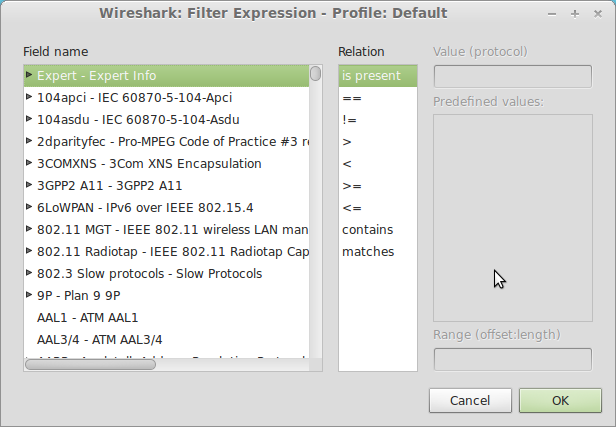 Wireshark: Filter Expression - Profile: Default
Field name
Expert - Expert Info
104apci - IEC 60870-5-104-Apci
104asdu - IEC 60870-5-104-Asdu
2dparityfec - Pro-MPEG Code of Practice #3 r
3COMXNS - 3Com XNS Encapsulation
3GPP2 A11 - 3GPP2 A11
6LoWPAN - IPv6 over IEEE 802.15.4
802.11 MGT - IEEE 802.11 wireless LAN man
802.11 Radiotap - IEEE 802.11 Radiotap Cap
802.3 Slow protocols - Slow Protocols
9P - Plan 9 9P
AAL1 - ATM AAL1
AAL3/4 - ATM AAL3/4
Relation
is present
==
!=
>
<
>=
<=
contains
matches
Value (protocol)
Predefined values:
Range (offset:length)
Cancel
OK